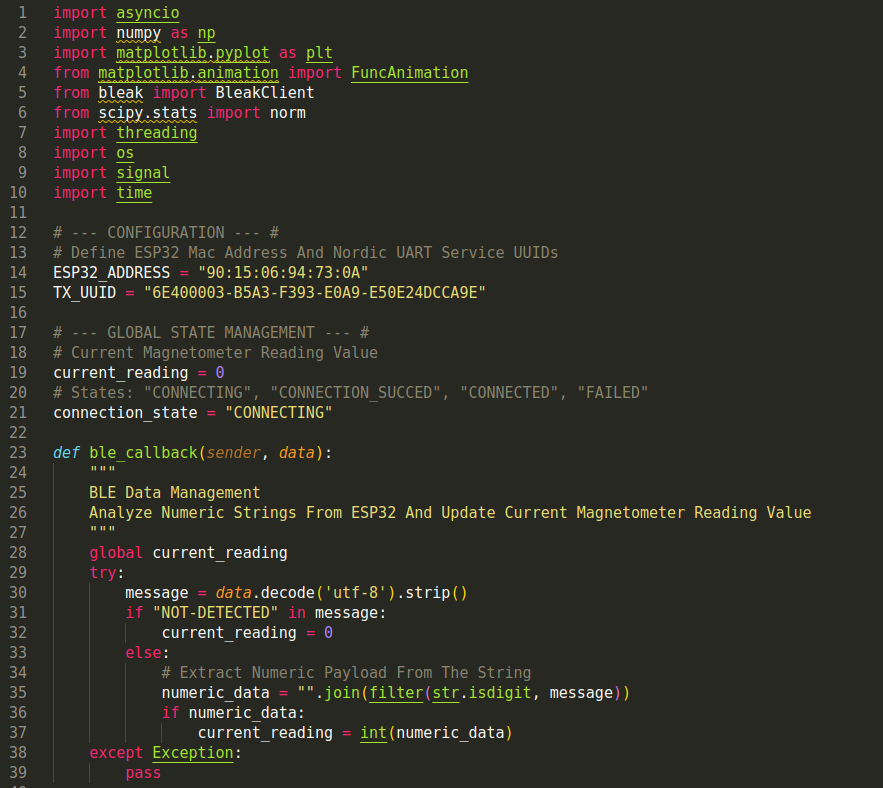 1 import asyncio
2 import numpy as np
3 import matplotlib.pyplot as plt
4 from matplotlib.animation import FuncAnimation
5 from bleak import BleakClient
6 from scipy.stats import norm
7 import threading
8 import os
9 import signal
10 import time
11
12 # --- CONFIGURATION --- #
13 # Define ESP32 Mac Address And Nordic UART Service UUIDs
14 ESP32_ADDRESS = "90:15:06:94:73:0A"
15 TX_UUID = "6E400003-B5A3-F393-E0A9-E50E24DCCA9E"
16
17 # --- GLOBAL STATE MANAGEMENT --- #
18 # Current Magnetometer Reading Value
19 current_reading = 0
20 # States: "CONNECTING", "CONNECTION_SUCCED", "CONNECTED", "FAILED"
21 connection_state = "CONNECTING"
22
23 def ble_callback(sender, data):
24     """
25     BLE Data Management
26     Analyze Numeric Strings From ESP32 And Update Current Magnetometer Reading Value
27     """
28     global current_reading
29     try:
30         message = data.decode('utf-8').strip()
31         if "NOT-DETECTED" in message:
32             current_reading = 0
33         else:
34             # Extract Numeric Payload From The String
35             numeric_data = "".join(filter(str.isdigit, message))
36             if numeric_data:
37                 current_reading = int(numeric_data)
38     except Exception:
39         pass